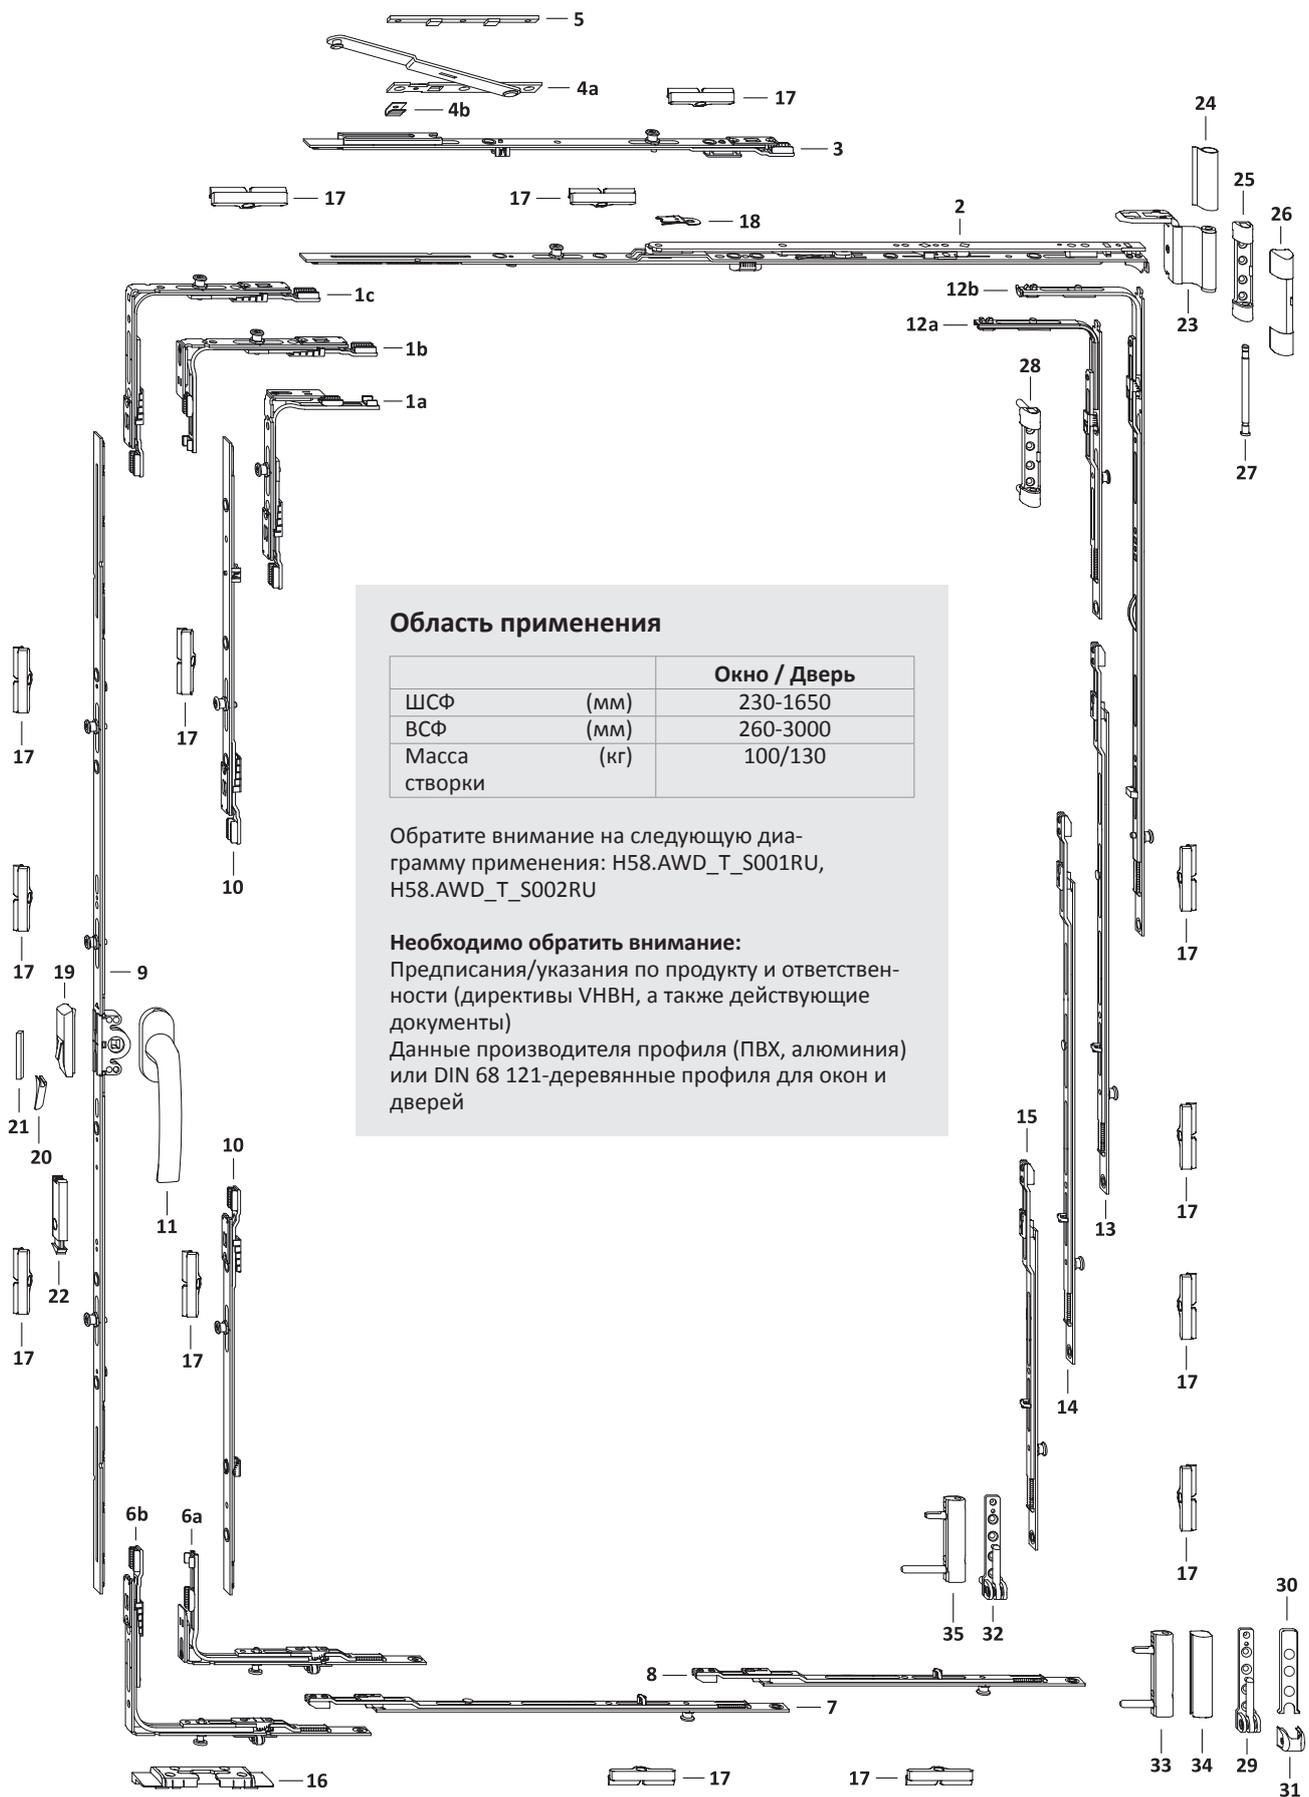 5
4a
4b
17
3
24
17
17
18
2
25
26
1c
12b
23
12a
1b
28
1a
27
Область применения
Окно / Дверь
ШСФ (мм) 230-1650
ВСФ (мм) 260-3000
Масса (кг) 100/130
створки
Обратите внимание на следующую диа-
грамму применения: H58.AWD_T_S001RU,
H58.AWD_T_S002RU
Необходимо обратить внимание:
Предписания/указания по продукту и ответствен-
ности (директивы VHBH, а также действующие
документы)
Данные производителя профиля (ПВХ, алюминия)
или DIN 68 121-деревянные профиля для окон и
дверей
17
17
10
17
17
19
9
21
20
10
15
11
13
17
22
17
17
17
14
6b
6a
17
35
32
30
8
7
33
34
29
31
16
17
17